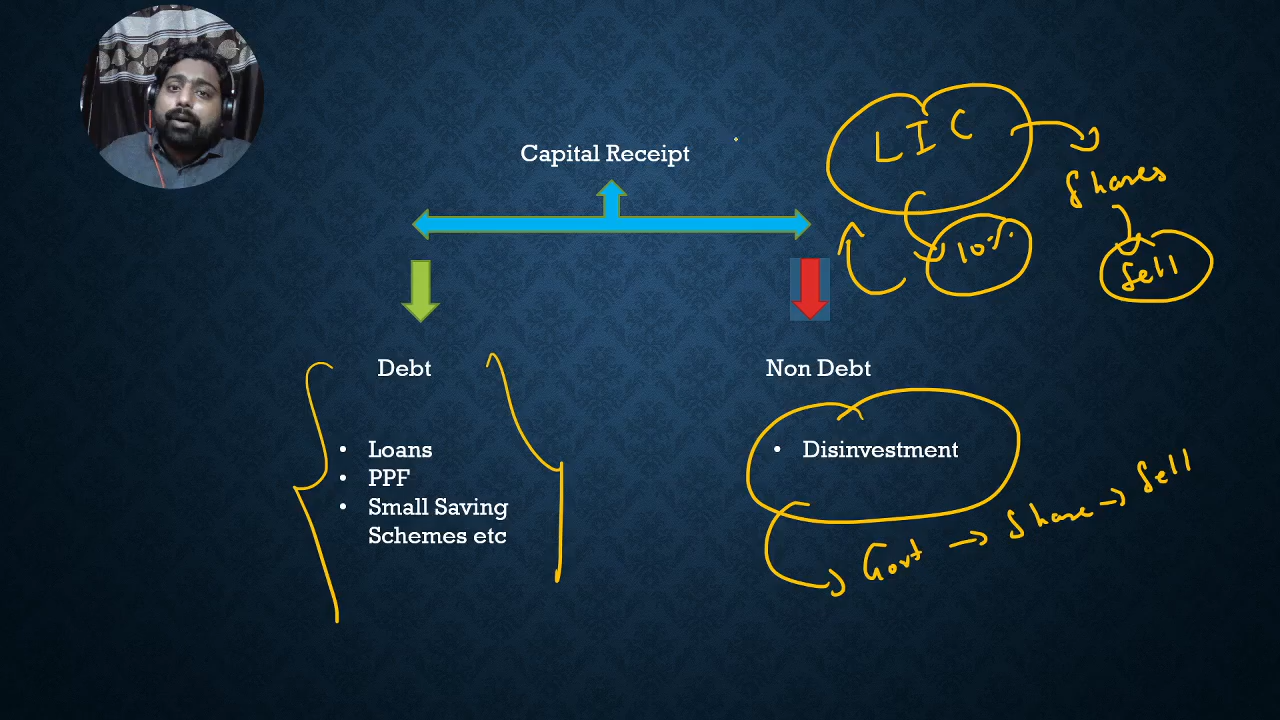 Capital Receipt
LIC
Shares
10%
Sell
Debt
• Loans
• PPF
• Small Saving
Schemes etc
Non Debt
• Disinvestment
Govt → Share → Sell